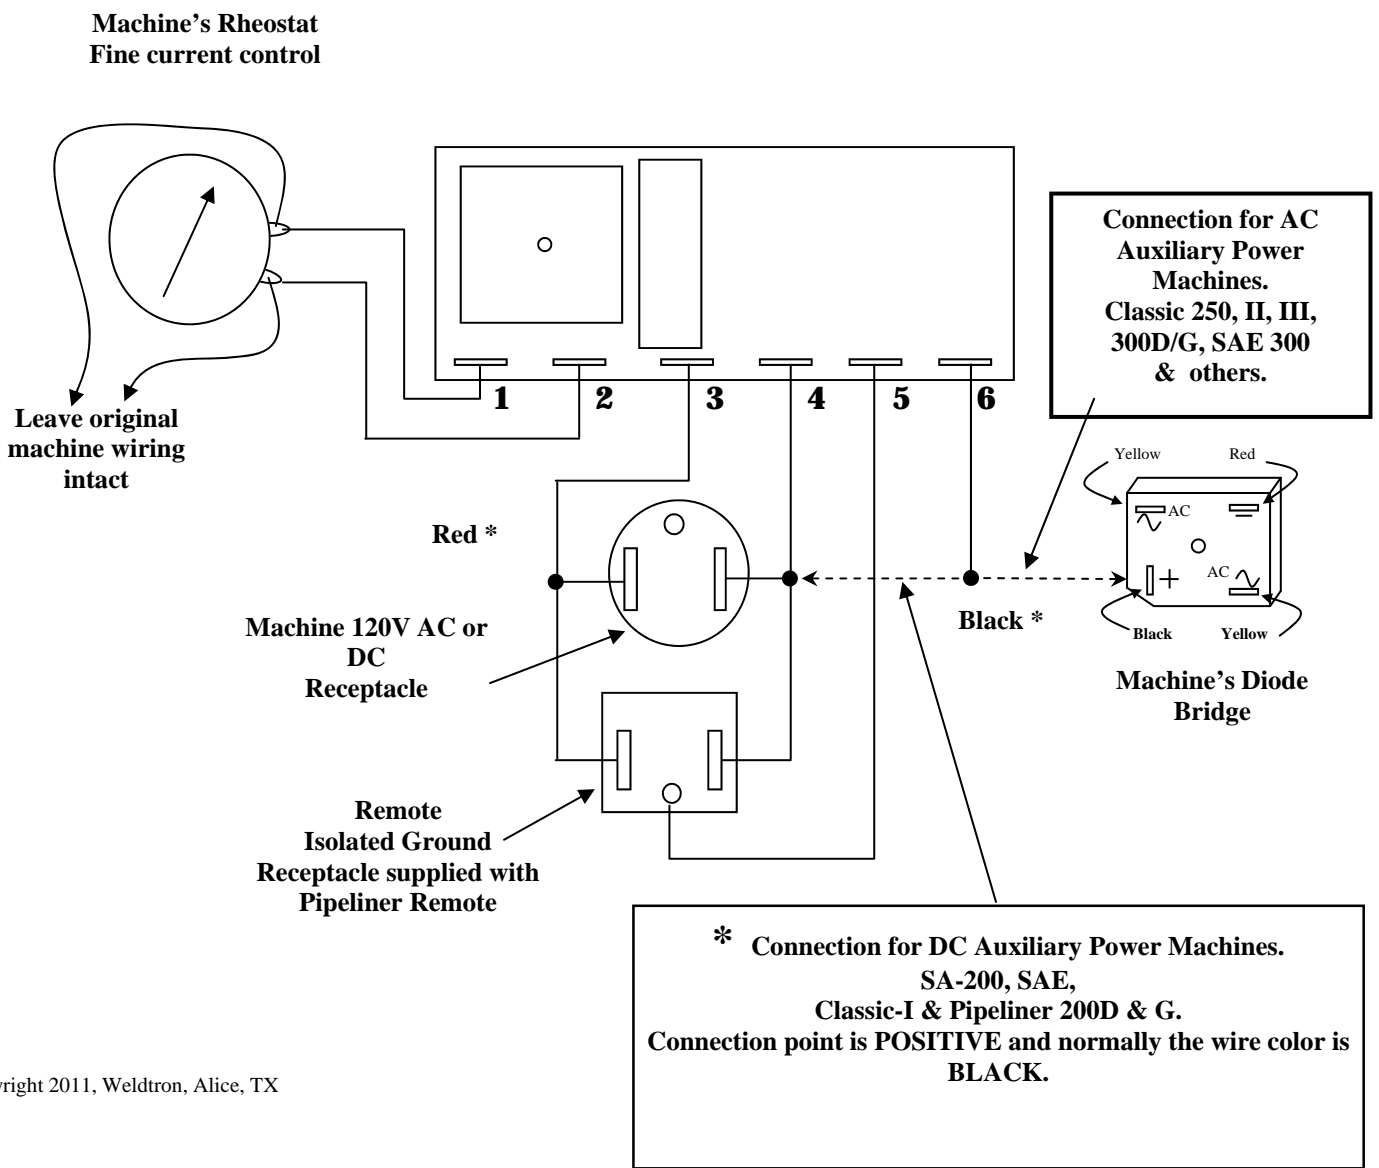 Machine’s Rheostat
Fine current control
Connection for AC
Auxiliary Power
Machines.
Classic 250, II, III,
300D/G, SAE 300
& others.
1 2 3 4 5 6
Leave original
machine wiring
intact
Yellow Red
AC
AC
Black Yellow
Machine’s Diode
Bridge
Red *
Black *
Machine 120V AC or
DC
Receptacle
Remote
Isolated Ground
Receptacle supplied with
Pipeliner Remote
* Connection for DC Auxiliary Power Machines.
SA-200, SAE,
Classic-I & Pipeliner 200D & G.
Connection point is POSITIVE and normally the wire color is
BLACK.
yright 2011, Weldtron, Alice, TX